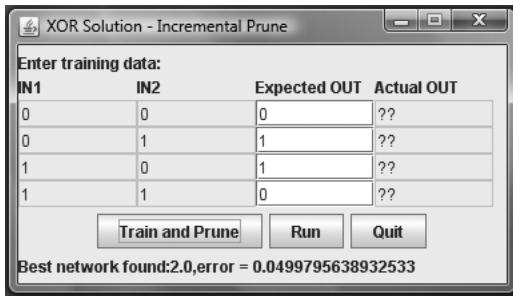 XOR Solution - Incremental Prune
Enter training data:
IN1 IN2 Expected OUT Actual OUT
0 0 0 ??
0 1 1 ??
1 0 1 ??
1 1 0 ??
Train and Prune Run Quit
Best network found:2.0,error = 0.0499795638932533